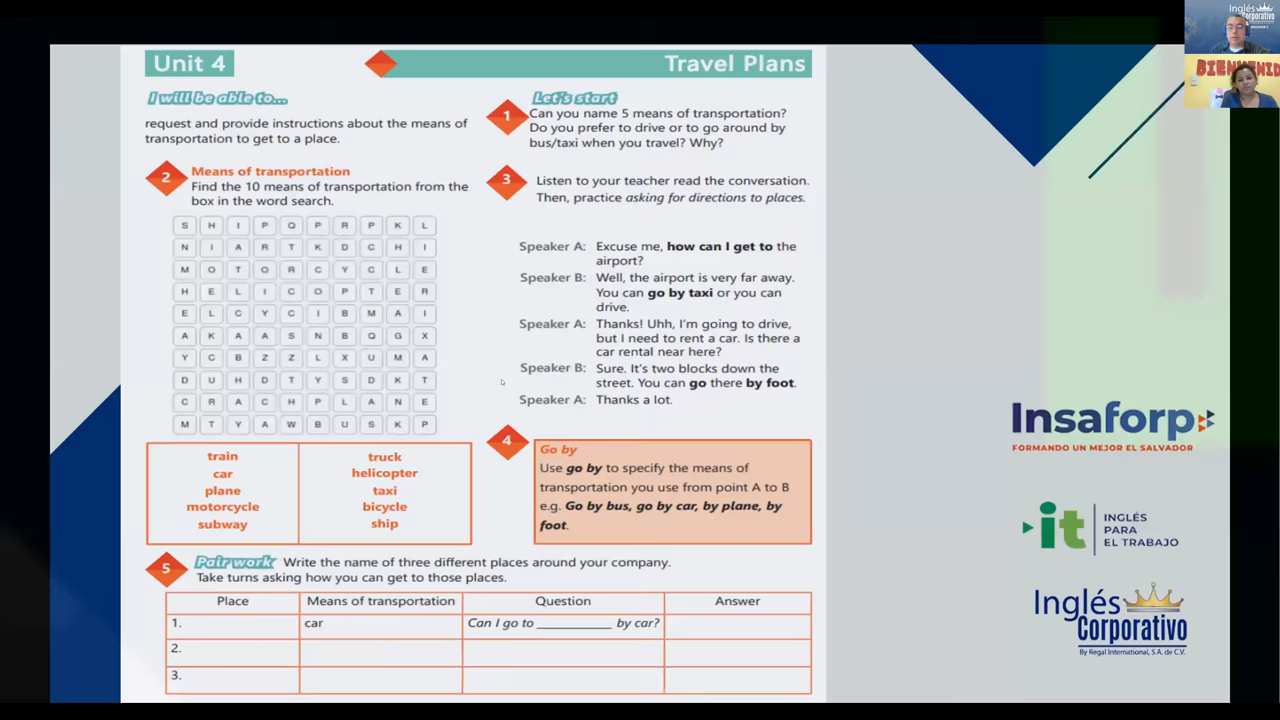 Unit 4
Travel Plans
I will be able to...
request and provide instructions about the means of
transportation to get to a place.
Let's start
1
Can you name 5 means of transportation?
Do you prefer to drive or to go around by
bus/taxi when you travel? Why?
2
Means of transportation
Find the 10 means of transportation from the
box in the word search.
S H I P Q P R P K L
N I A R T K D C H I
M O T O R C Y C L E
H E L I C O P T E R
E L C Y C I B M A I
A K A A S N B Q G X
Y C B Z Z L X U M A
D U H D T Y S D K T
C R A C H P L A N E
M T Y A W B U S K P
train
car
plane
motorcycle
subway
truck
helicopter
taxi
bicycle
ship
3
Listen to your teacher read the conversation.
Then, practice asking for directions to places.
Speaker A: Excuse me, how can I get to the
airport?
Speaker B: Well, the airport is very far away.
You can go by taxi or you can
drive.
Speaker A: Thanks! Uhh, I'm going to drive,
but I need to rent a car. Is there a
car rental near here?
Speaker B: Sure. It's two blocks down the
street. You can go there by foot.
Speaker A: Thanks a lot.
4
Go by
Use go by to specify the means of
transportation you use from point A to B
e.g. Go by bus, go by car, by plane, by
foot.
5
Pair work Write the name of three different places around your company.
Take turns asking how you can get to those places.
Place Means of transportation Question Answer
1. car Can I go to __________ by car?
2.
3.
Inglés
Corporativo
BIENVENID
Insaforp
FORMANDO UN MEJOR EL SALVADOR
it
INGLÉS
PARA
EL TRABAJO
Inglés
Corporativo
By Regal International, S.A. de C.V.